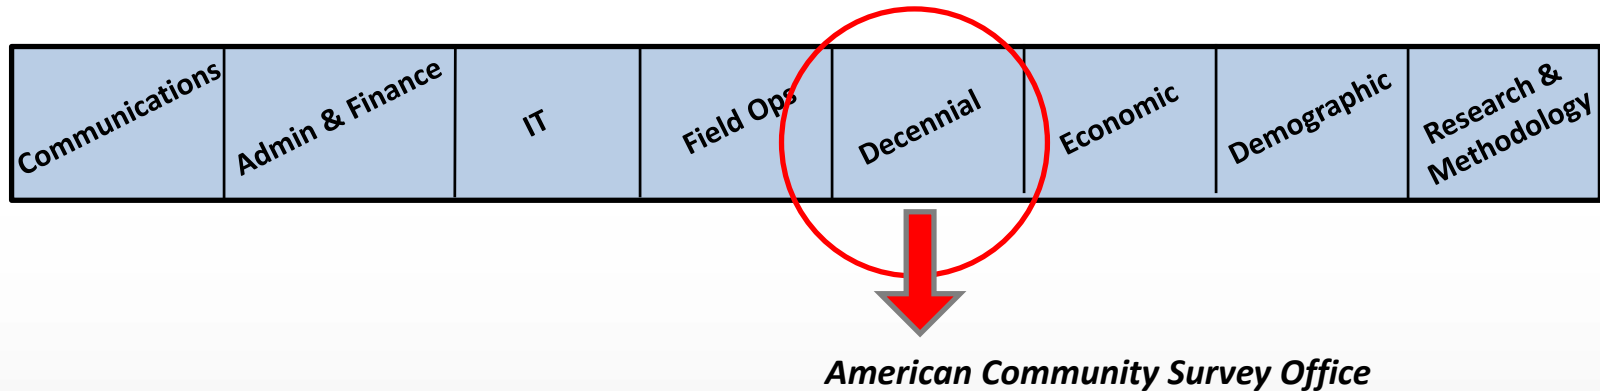 Communications
Admin & Finance
IT
Field Ops
Decennial
Economic
Demographic
Research &
Methodology
American Community Survey Office